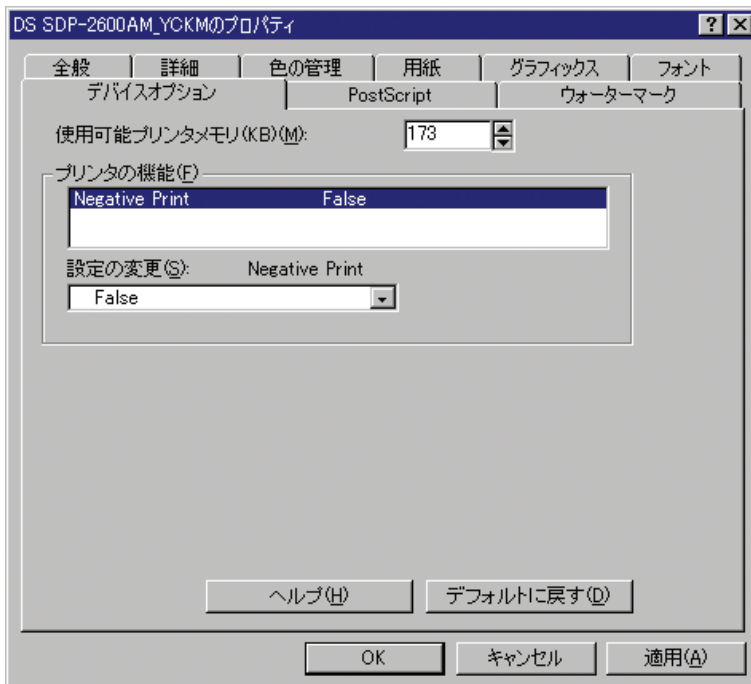 DS SDP-2600AM_YCKMのプロパティ
全般 詳細 色の管理 用紙 グラフィックス フォント
デバイスオプション PostScript ウォーターマーク
使用可能プリンタメモリ(KB)(M): 173
プリンタの機能(F)
Negative Print False
設定の変更(S): Negative Print
False
ヘルプ(H) デフォルトに戻す(D)
OK キャンセル 適用(A)